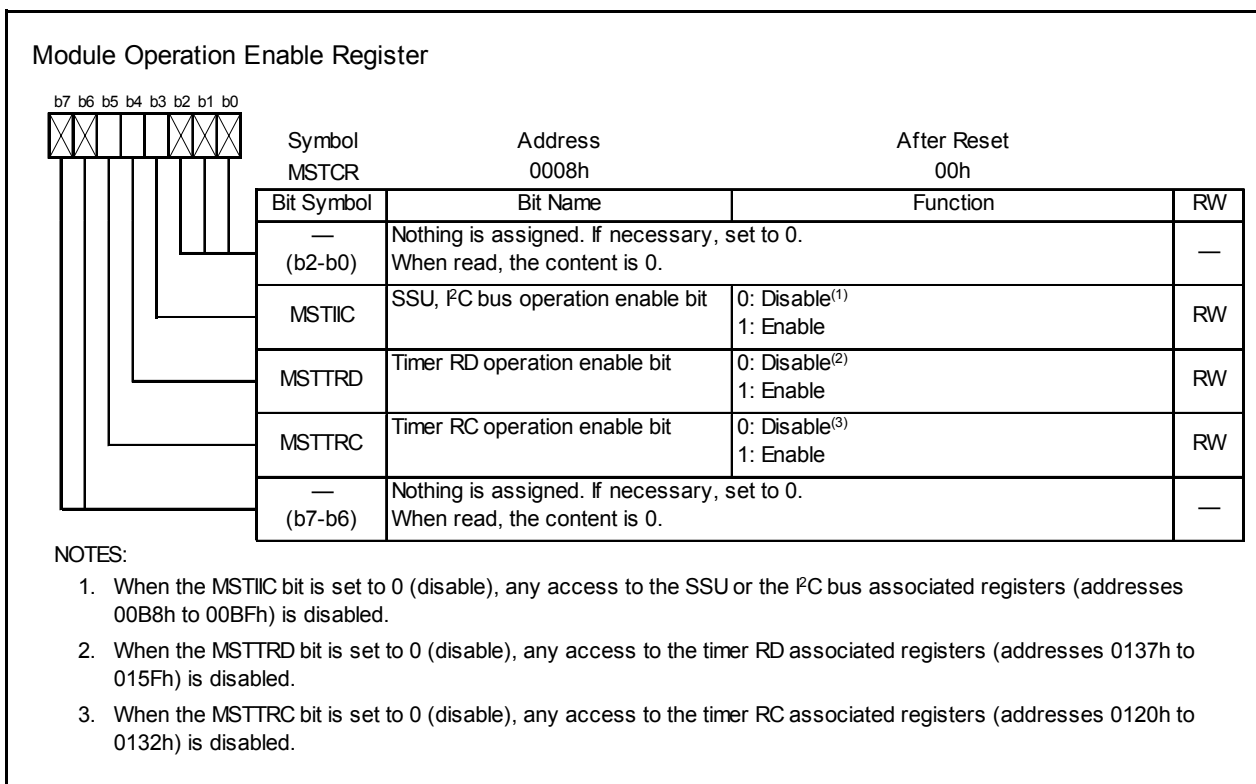 Module Operation Enable Register
b7 b6 b5 b4 b3 b2 b1 b0
Symbol Address After Reset
MSTCR 0008h 00h
Bit Symbol Bit Name Function RW
— Nothing is assigned. If necessary, set to 0.
(b2-b0) When read, the content is 0. —
MSTIIC SSU, I²C bus operation enable bit 0: Disable(1) RW
1: Enable
MSTTRD Timer RD operation enable bit 0: Disable(2) RW
1: Enable
MSTTRC Timer RC operation enable bit 0: Disable(3) RW
1: Enable
— Nothing is assigned. If necessary, set to 0.
(b7-b6) When read, the content is 0. —
NOTES:
1. When the MSTIIC bit is set to 0 (disable), any access to the SSU or the I²C bus associated registers (addresses
00B8h to 00BFh) is disabled.
2. When the MSTTRD bit is set to 0 (disable), any access to the timer RD associated registers (addresses 0137h to
015Fh) is disabled.
3. When the MSTTRC bit is set to 0 (disable), any access to the timer RC associated registers (addresses 0120h to
0132h) is disabled.